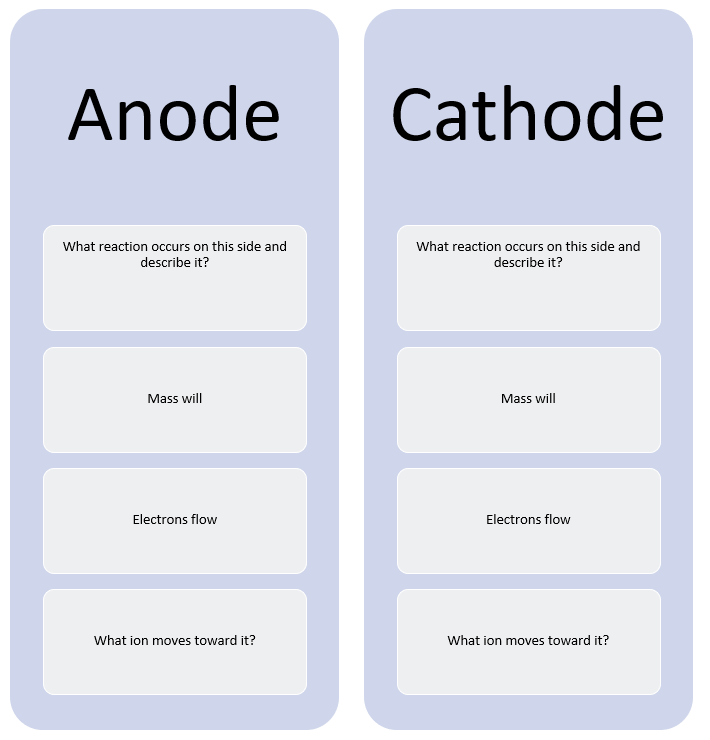 Anode
What reaction occurs on this side and
describe it?
Mass will
Electrons flow
What ion moves toward it?
Cathode
What reaction occurs on this side and
describe it?
Mass will
Electrons flow
What ion moves toward it?